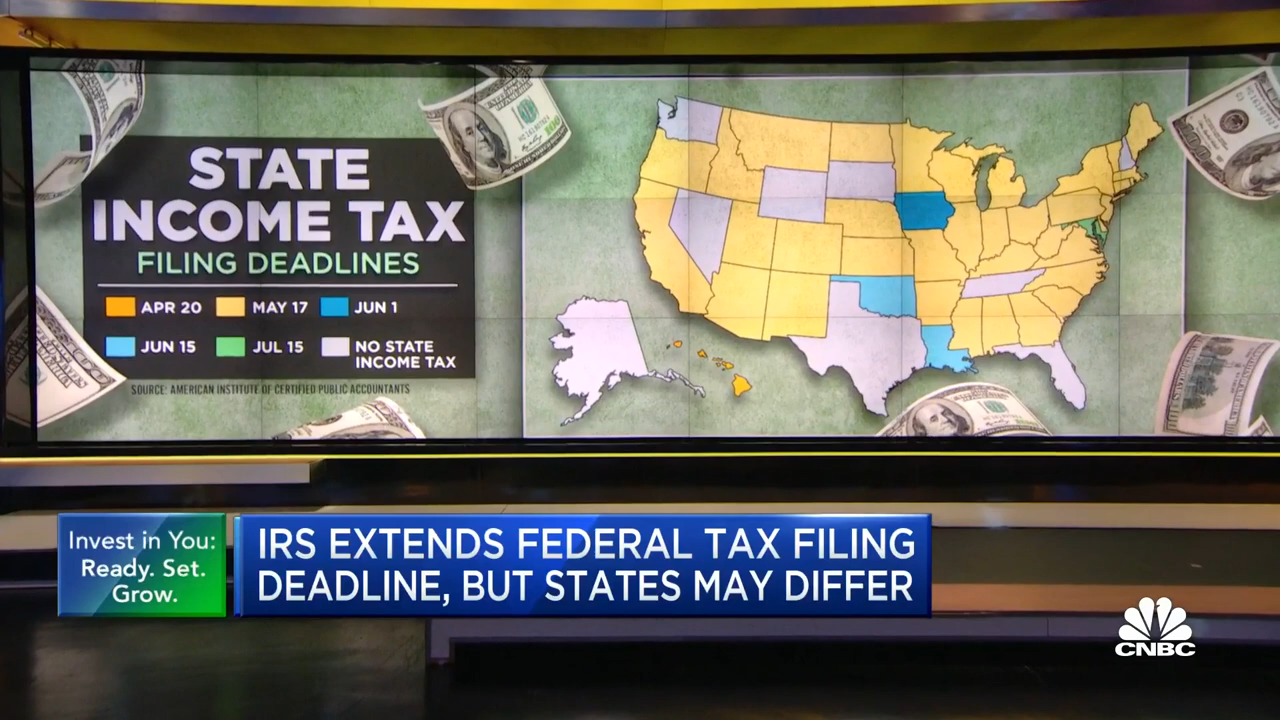 STATE
INCOME TAX
FILING DEADLINES
APR 20
MAY 17
JUN 1
JUN 15
JUL 15
NO STATE
INCOME TAX
SOURCE: AMERICAN INSTITUTE OF CERTIFIED PUBLIC ACCOUNTANTS
Invest in You:
Ready. Set.
Grow.
IRS EXTENDS FEDERAL TAX FILING
DEADLINE, BUT STATES MAY DIFFER
CNBC